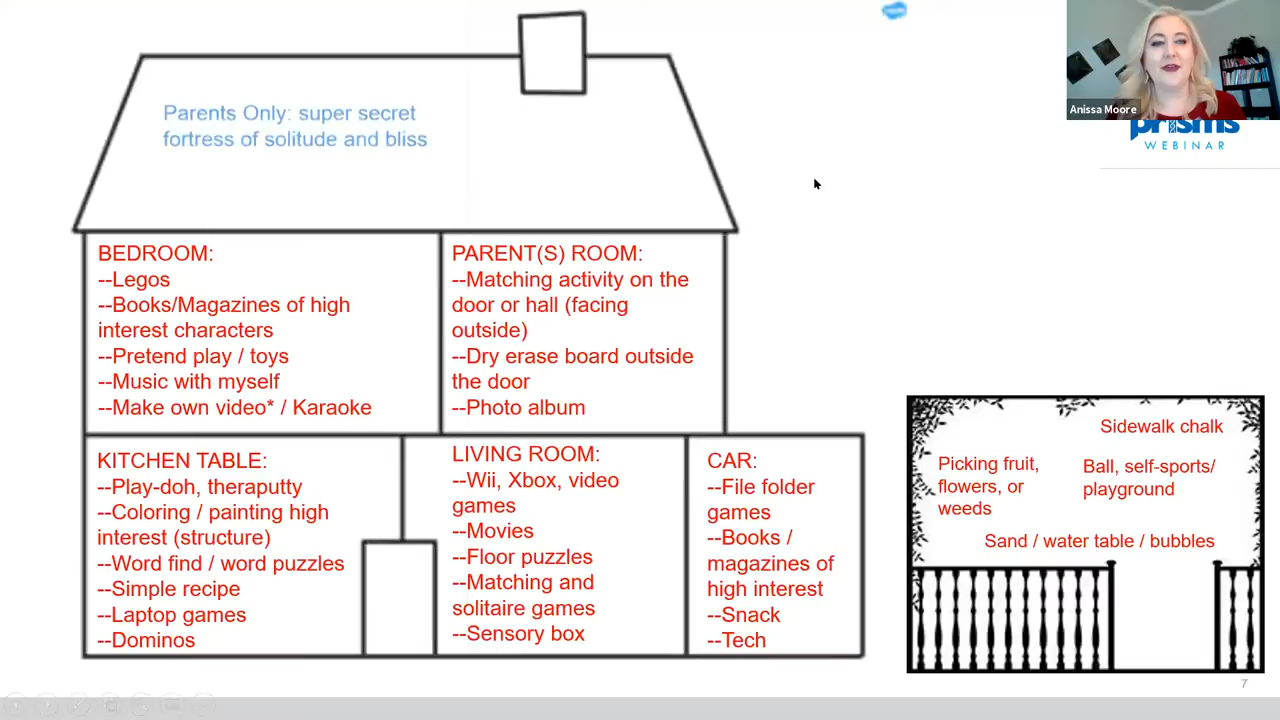 Parents Only: super secret
fortress of solitude and bliss
Anissa Moore
prisms
WEBINAR
BEDROOM:
--Legos
--Books/Magazines of high
interest characters
--Pretend play / toys
--Music with myself
--Make own video* / Karaoke
PARENT(S) ROOM:
--Matching activity on the
door or hall (facing
outside)
--Dry erase board outside
the door
--Photo album
KITCHEN TABLE:
--Play-doh, theraputty
--Coloring / painting high
interest (structure)
--Word find / word puzzles
--Simple recipe
--Laptop games
--Dominos
LIVING ROOM:
--Wii, Xbox, video
games
--Movies
--Floor puzzles
--Matching and
solitaire games
--Sensory box
CAR:
--File folder
games
--Books /
magazines of
high interest
--Snack
--Tech
Sidewalk chalk
Picking fruit,
flowers, or
weeds
Ball, self-sports/
playground
Sand / water table / bubbles
7